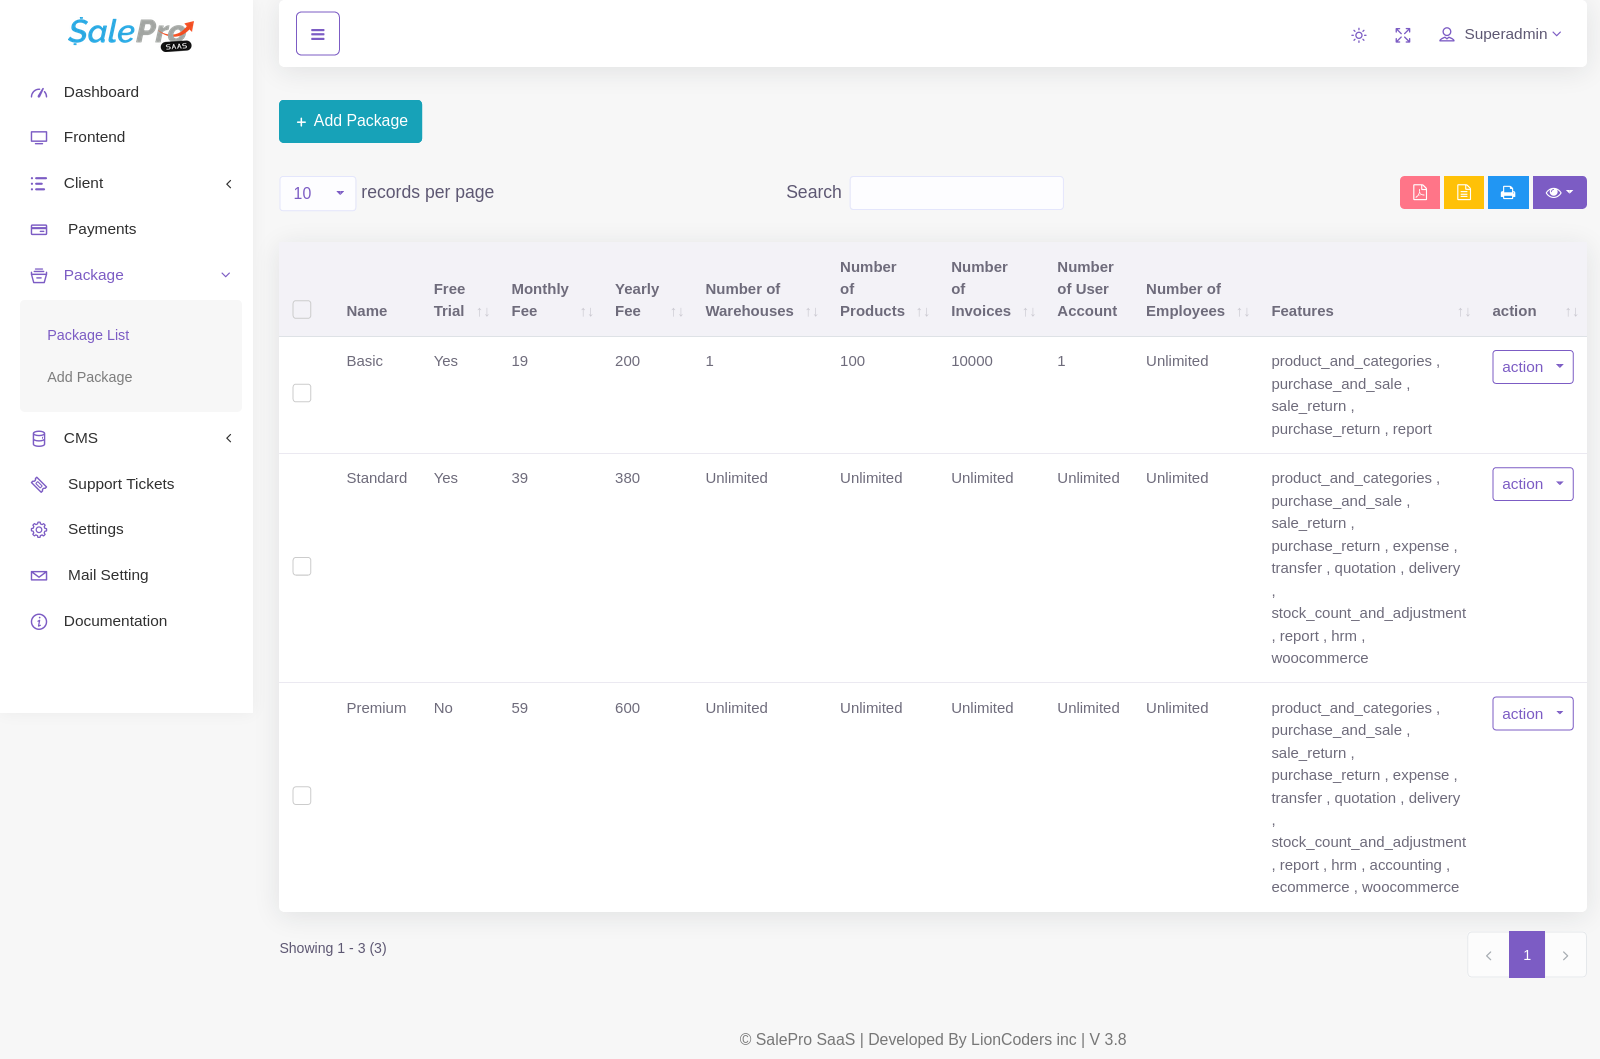 SalePro
SAAS
Superadmin
Dashboard
Frontend
Client
Payments
Package
Package List
Add Package
CMS
Support Tickets
Settings
Mail Setting
Documentation
+ Add Package
10 records per page
Search
Name
Free Trial
Monthly Fee
Yearly Fee
Number of Warehouses
Number of Products
Number of Invoices
Number of User Account
Number of Employees
Features
action
Basic Yes 19 200 1 100 10000 1 Unlimited product_and_categories , action
purchase_and_sale ,
sale_return ,
purchase_return , report
Standard Yes 39 380 Unlimited Unlimited Unlimited Unlimited Unlimited product_and_categories , action
purchase_and_sale ,
sale_return ,
purchase_return , expense ,
transfer , quotation , delivery
,
stock_count_and_adjustment
, report , hrm ,
woocommerce
Premium No 59 600 Unlimited Unlimited Unlimited Unlimited Unlimited product_and_categories , action
purchase_and_sale ,
sale_return ,
purchase_return , expense ,
transfer , quotation , delivery
,
stock_count_and_adjustment
, report , hrm , accounting ,
ecommerce , woocommerce
Showing 1 - 3 (3)
1
© SalePro SaaS | Developed By LionCoders inc | V 3.8